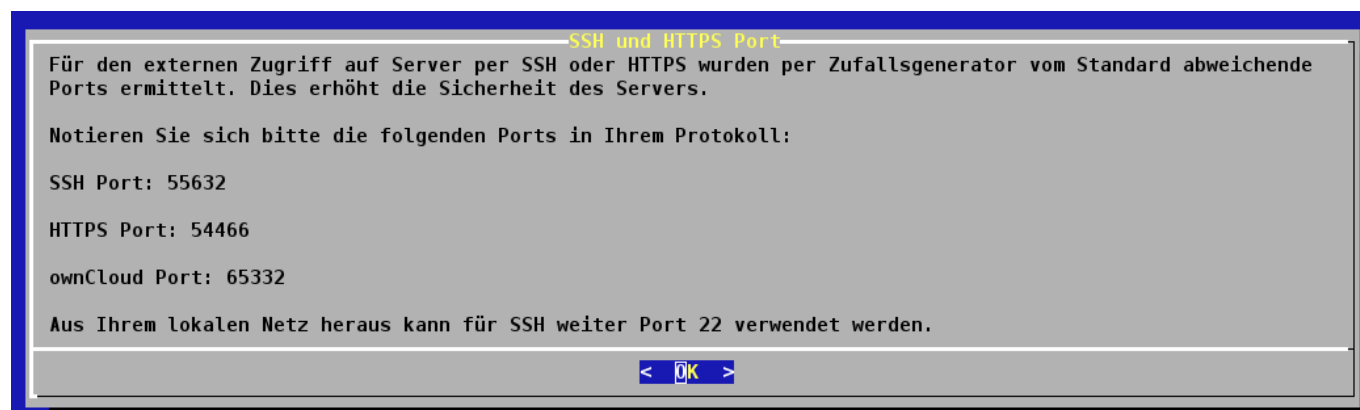 SSH und HTTPS Port
Für den externen Zugriff auf Server per SSH oder HTTPS wurden per Zufallsgenerator vom Standard abweichende
Ports ermittelt. Dies erhöht die Sicherheit des Servers.
Notieren Sie sich bitte die folgenden Ports in Ihrem Protokoll:
SSH Port: 55632
HTTPS Port: 54466
ownCloud Port: 65332
Aus Ihrem lokalen Netz heraus kann für SSH weiter Port 22 verwendet werden.
< OK >